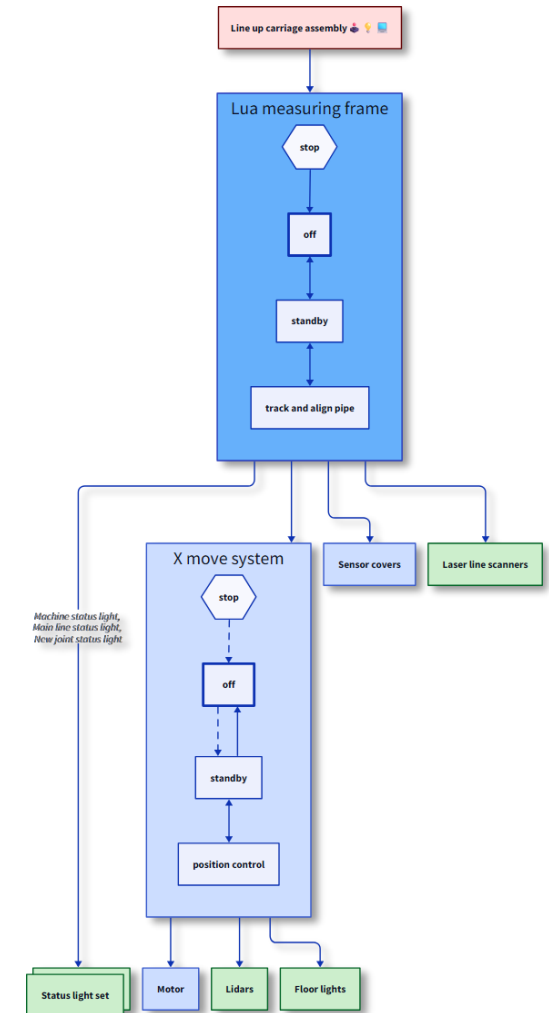 Line up carriage assembly
Lua measuring frame
stop
off
standby
track and align pipe
X move system
Sensor covers
Laser line scanners
stop
Machine status light,
Main line status light,
New joint status light
off
standby
position control
Status light set
Motor
Lidars
Floor lights